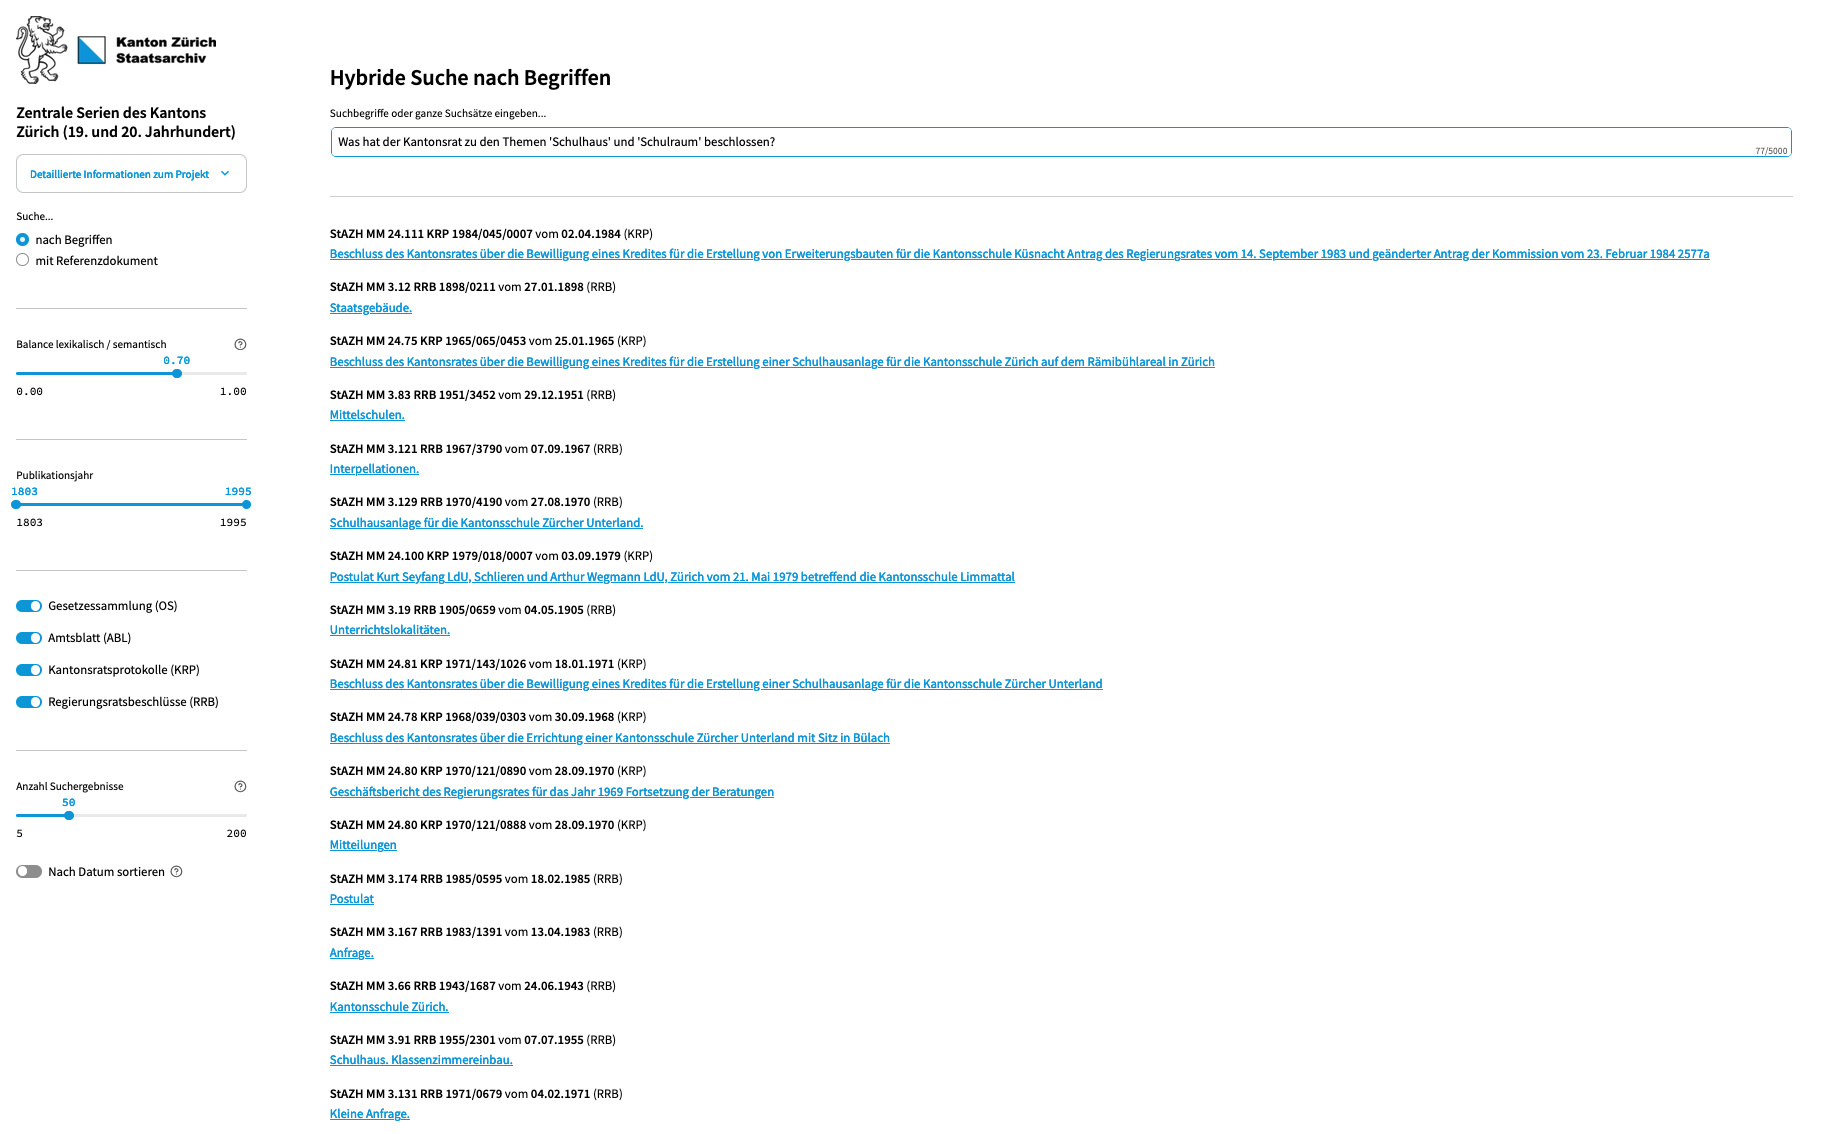 Kanton Zürich
Staatsarchiv
Zentrale Serien des Kantons
Zürich (19. und 20. Jahrhundert)
Detaillierte Informationen zum Projekt
Suche...
nach Begriffen
mit Referenzdokument
Balance lexikalisch / semantisch
0.70
0.00 1.00
Publikationsjahr
1803 1995
1803 1995
Gesetzessammlung (OS)
Amtsblatt (ABL)
Kantonsratsprotokolle (KRP)
Regierungsratsbeschlüsse (RRB)
Anzahl Suchergebnisse
50
5 200
Nach Datum sortieren
Hybride Suche nach Begriffen
Suchbegriffe oder ganze Suchsätze eingeben...
Was hat der Kantonsrat zu den Themen 'Schulhaus' und 'Schulraum' beschlossen?
77/5000
StAZH MM 24.111 KRP 1984/045/0007 vom 02.04.1984 (KRP)
Beschluss des Kantonsrates über die Bewilligung eines Kredites für die Erstellung von Erweiterungsbauten für die Kantonsschule Küsnacht Antrag des Regierungsrates vom 14. September 1983 und geänderter Antrag der Kommission vom 23. Februar 1984 2577a
StAZH MM 3.12 RRB 1898/0211 vom 27.01.1898 (RRB)
Staatsgebäude.
StAZH MM 24.75 KRP 1965/065/0453 vom 25.01.1965 (KRP)
Beschluss des Kantonsrates über die Bewilligung eines Kredites für die Erstellung einer Schulhausanlage für die Kantonsschule Zürich auf dem Rämibühlareal in Zürich
StAZH MM 3.83 RRB 1951/3452 vom 29.12.1951 (RRB)
Mittelschulen.
StAZH MM 3.121 RRB 1967/3790 vom 07.09.1967 (RRB)
Interpellationen.
StAZH MM 3.129 RRB 1970/4190 vom 27.08.1970 (RRB)
Schulhausanlage für die Kantonsschule Zürcher Unterland.
StAZH MM 24.100 KRP 1979/018/0007 vom 03.09.1979 (KRP)
Postulat Kurt Seyfang LdU, Schlieren und Arthur Wegmann LdU, Zürich vom 21. Mai 1979 betreffend die Kantonsschule Limmattal
StAZH MM 3.19 RRB 1905/0659 vom 04.05.1905 (RRB)
Unterrichtslokalitäten.
StAZH MM 24.81 KRP 1971/143/1026 vom 18.01.1971 (KRP)
Beschluss des Kantonsrates über die Bewilligung eines Kredites für die Erstellung einer Schulhausanlage für die Kantonsschule Zürcher Unterland
StAZH MM 24.78 KRP 1968/039/0303 vom 30.09.1968 (KRP)
Beschluss des Kantonsrates über die Errichtung einer Kantonsschule Zürcher Unterland mit Sitz in Bülach
StAZH MM 24.80 KRP 1970/121/0890 vom 28.09.1970 (KRP)
Geschäftsbericht des Regierungsrates für das Jahr 1969 Fortsetzung der Beratungen
StAZH MM 24.80 KRP 1970/121/0888 vom 28.09.1970 (KRP)
Mitteilungen
StAZH MM 3.174 RRB 1985/0595 vom 18.02.1985 (RRB)
Postulat
StAZH MM 3.167 RRB 1983/1391 vom 13.04.1983 (RRB)
Anfrage.
StAZH MM 3.66 RRB 1943/1687 vom 24.06.1943 (RRB)
Kantonsschule Zürich.
StAZH MM 3.91 RRB 1955/2301 vom 07.07.1955 (RRB)
Schulhaus. Klassenzimmereinbau.
StAZH MM 3.131 RRB 1971/0679 vom 04.02.1971 (RRB)
Kleine Anfrage.